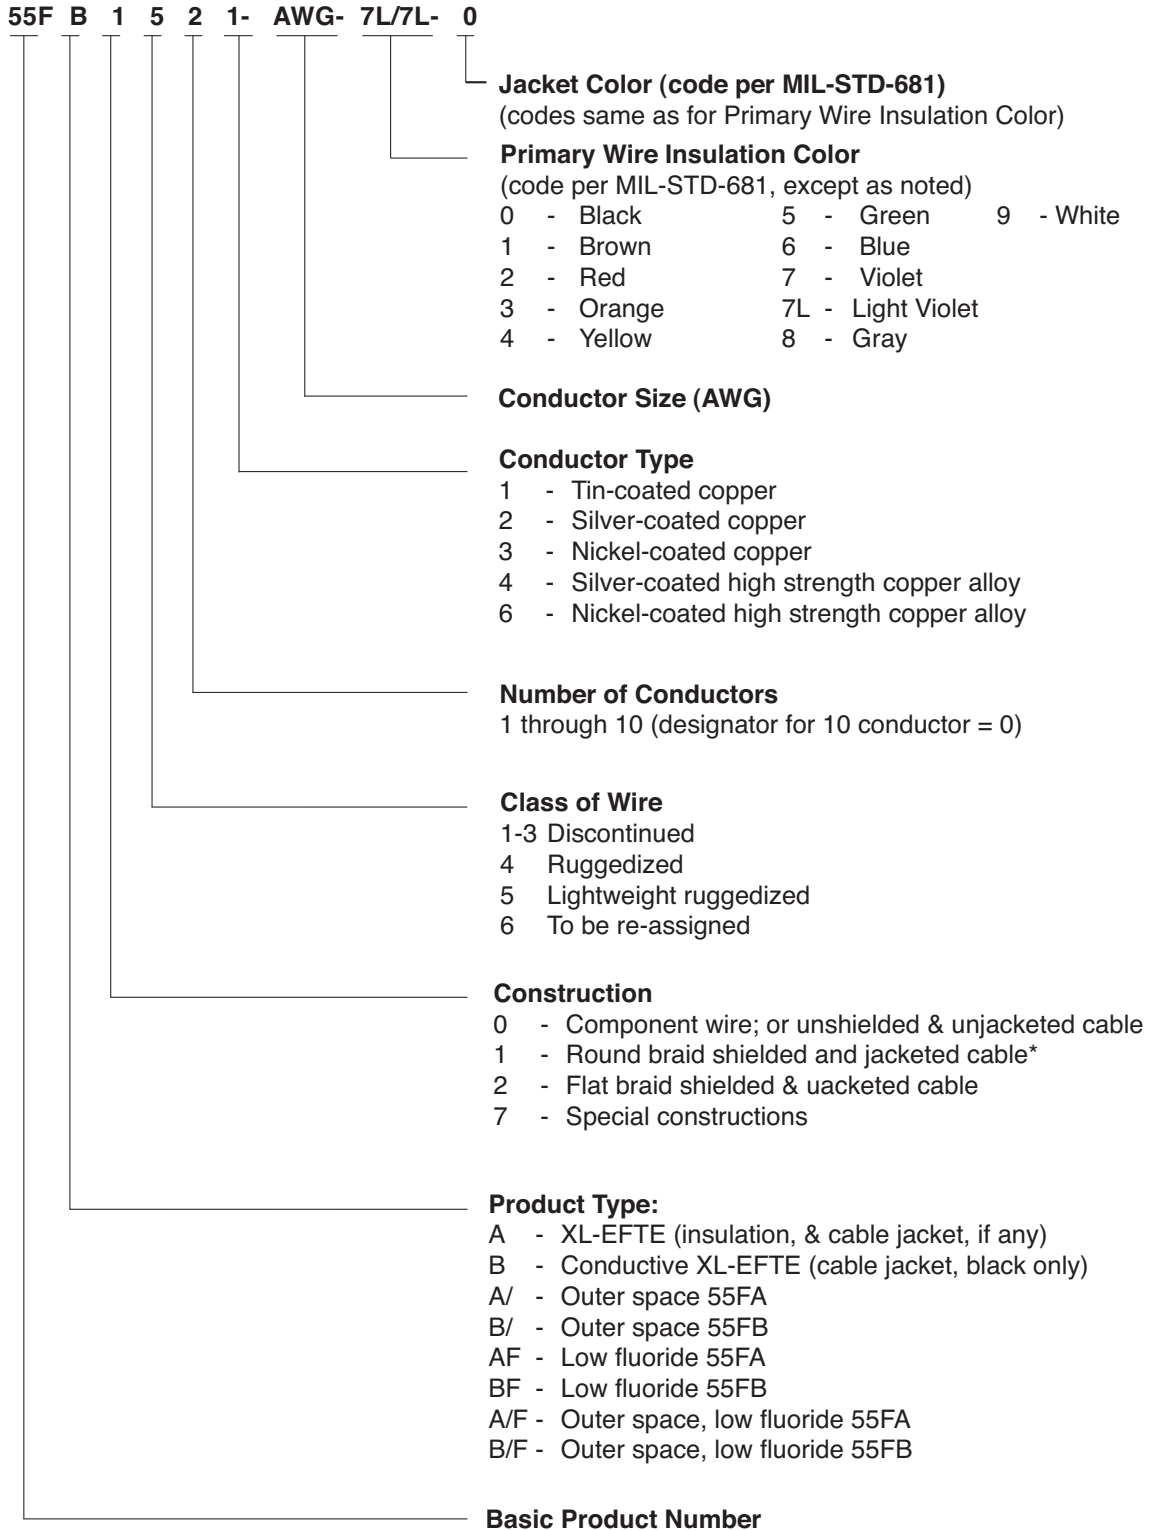 55F B 1 5 2 1- AWG- 7L/7L- 0
Jacket Color (code per MIL-STD-681)
(codes same as for Primary Wire Insulation Color)
Primary Wire Insulation Color
(code per MIL-STD-681, except as noted)
0 - Black 5 - Green 9 - White
1 - Brown 6 - Blue
2 - Red 7 - Violet
3 - Orange 7L - Light Violet
4 - Yellow 8 - Gray
Conductor Size (AWG)
Conductor Type
1 - Tin-coated copper
2 - Silver-coated copper
3 - Nickel-coated copper
4 - Silver-coated high strength copper alloy
6 - Nickel-coated high strength copper alloy
Number of Conductors
1 through 10 (designator for 10 conductor = 0)
Class of Wire
1-3 Discontinued
4 Ruggedized
5 Lightweight ruggedized
6 To be re-assigned
Construction
0 - Component wire; or unshielded & unjacketed cable
1 - Round braid shielded and jacketed cable*
2 - Flat braid shielded & uacketed cable
7 - Special constructions
Product Type:
A - XL-EFTE (insulation, & cable jacket, if any)
B - Conductive XL-EFTE (cable jacket, black only)
A/ - Outer space 55FA
B/ - Outer space 55FB
AF - Low fluoride 55FA
BF - Low fluoride 55FB
A/F - Outer space, low fluoride 55FA
B/F - Outer space, low fluoride 55FB
Basic Product Number